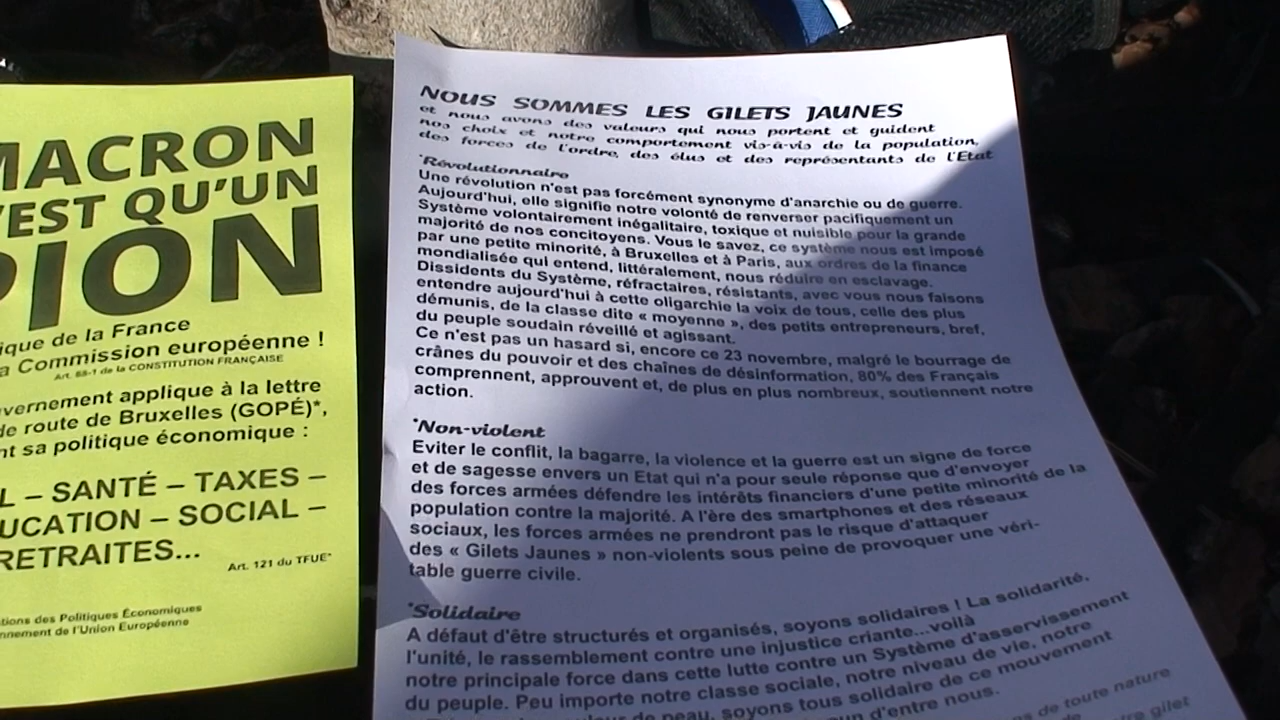 MACRON
EST QU'UN
PION
ique de la France
a Commission européenne !
Art. 88-1 de la CONSTITUTION FRANÇAISE
vernement applique à la lettre
de route de Bruxelles (GOPÉ)*,
nt sa politique économique :
L – SANTÉ – TAXES –
UCATION – SOCIAL –
RETRAITES...
Art. 121 du TFUE*
tions des Politiques Économiques
nnement de l'Union Européenne
NOUS SOMMES LES GILETS JAUNES
et nous avons des valeurs qui nous portent et guident
nos choix et notre comportement vis-à-vis de la population,
des forces de l'ordre, des élus et des représentants de l'Etat
*Révolutionnaire
Une révolution n'est pas forcément synonyme d'anarchie ou de guerre.
Aujourd'hui, elle signifie notre volonté de renverser pacifiquement un
Système volontairement inégalitaire, toxique et nuisible pour la grande
majorité de nos concitoyens. Vous le savez, ce système nous est imposé
par une petite minorité, à Bruxelles et à Paris, aux ordres de la finance
mondialisée qui entend, littéralement, nous réduire en esclavage.
Dissidents du Système, réfractaires, résistants, avec vous nous faisons
entendre aujourd'hui à cette oligarchie la voix de tous, celle des plus
démunis, de la classe dite « moyenne », des petits entrepreneurs, bref,
du peuple soudain réveillé et agissant.
Ce n'est pas un hasard si, encore ce 23 novembre, malgré le bourrage de
crânes du pouvoir et des chaînes de désinformation, 80% des Français
comprennent, approuvent et, de plus en plus nombreux, soutiennent notre
action.
*Non-violent
Eviter le conflit, la bagarre, la violence et la guerre est un signe de force
et de sagesse envers un Etat qui n'a pour seule réponse que d'envoyer
des forces armées défendre les intérêts financiers d'une petite minorité de la
population contre la majorité. A l'ère des smartphones et des réseaux
sociaux, les forces armées ne prendront pas le risque d'attaquer
des « Gilets Jaunes » non-violents sous peine de provoquer une véri-
table guerre civile.
*Solidaire
A défaut d'être structurés et organisés, soyons solidaires ! La solidarité,
l'unité, le rassemblement contre une injustice criante...voilà
notre principale force dans cette lutte contre un Système d'asservissement
du peuple. Peu importe notre classe sociale, notre niveau de vie, notre
de peau, soyons tous solidaire de ce mouvement
d'entre nous.
de toute nature
gilet